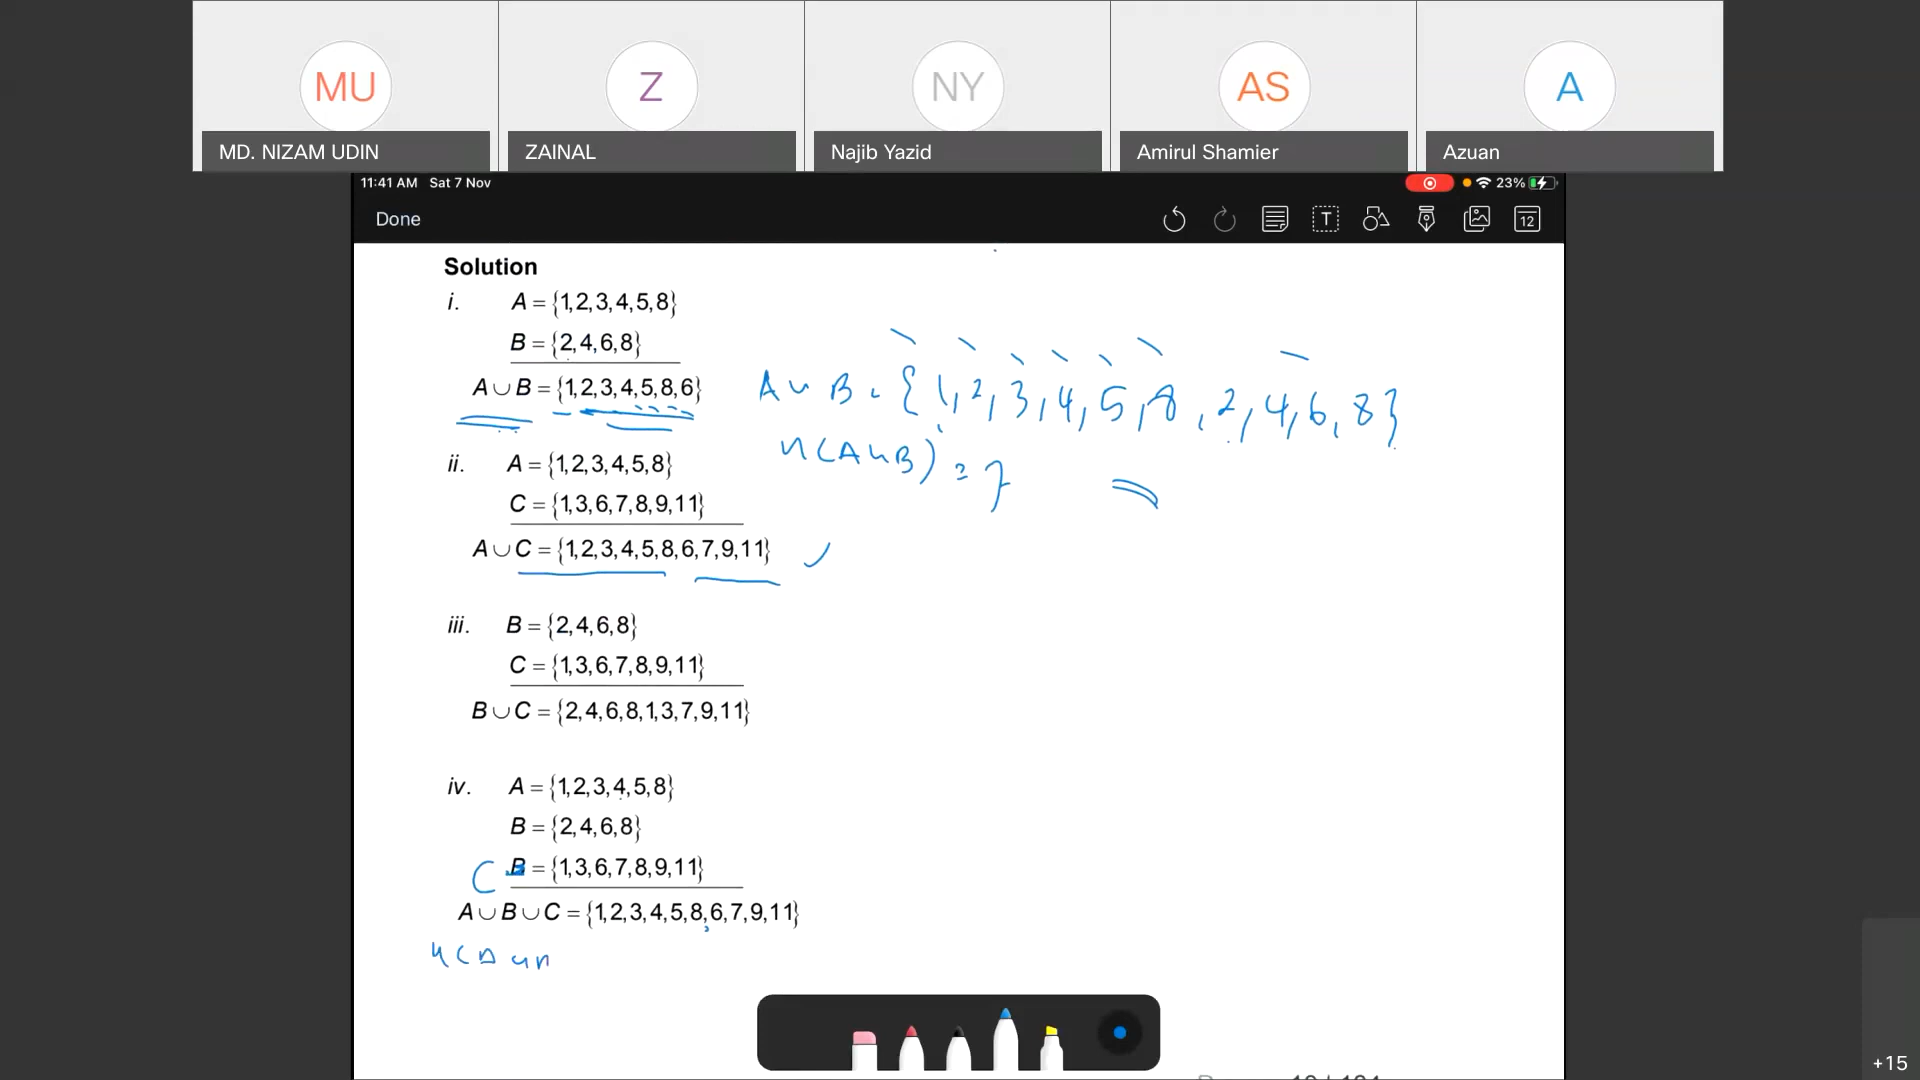 MU
Z
NY
AS
A
MD. NIZAM UDIN
ZAINAL
Najib Yazid
Amirul Shamier
Azuan
11:41 AM Sat 7 Nov
23%
Done
T
12
Solution
i. A = {1,2,3,4,5,8}
B = {2,4,6,8}
A∪B = {1,2,3,4,5,8,6}
A∪B = {1,2,3,4,5,8,2,4,6,8}
n(A∪B) = 7
ii. A = {1,2,3,4,5,8}
C = {1,3,6,7,8,9,11}
A∪C = {1,2,3,4,5,8,6,7,9,11}
iii. B = {2,4,6,8}
C = {1,3,6,7,8,9,11}
B∪C = {2,4,6,8,1,3,7,9,11}
iv. A = {1,2,3,4,5,8}
B = {2,4,6,8}
C B = {1,3,6,7,8,9,11}
A∪B∪C = {1,2,3,4,5,8,6,7,9,11}
n(A∪
+15